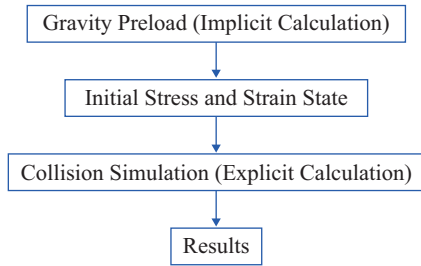 Gravity Preload (Implicit Calculation)
Initial Stress and Strain State
Collision Simulation (Explicit Calculation)
Results